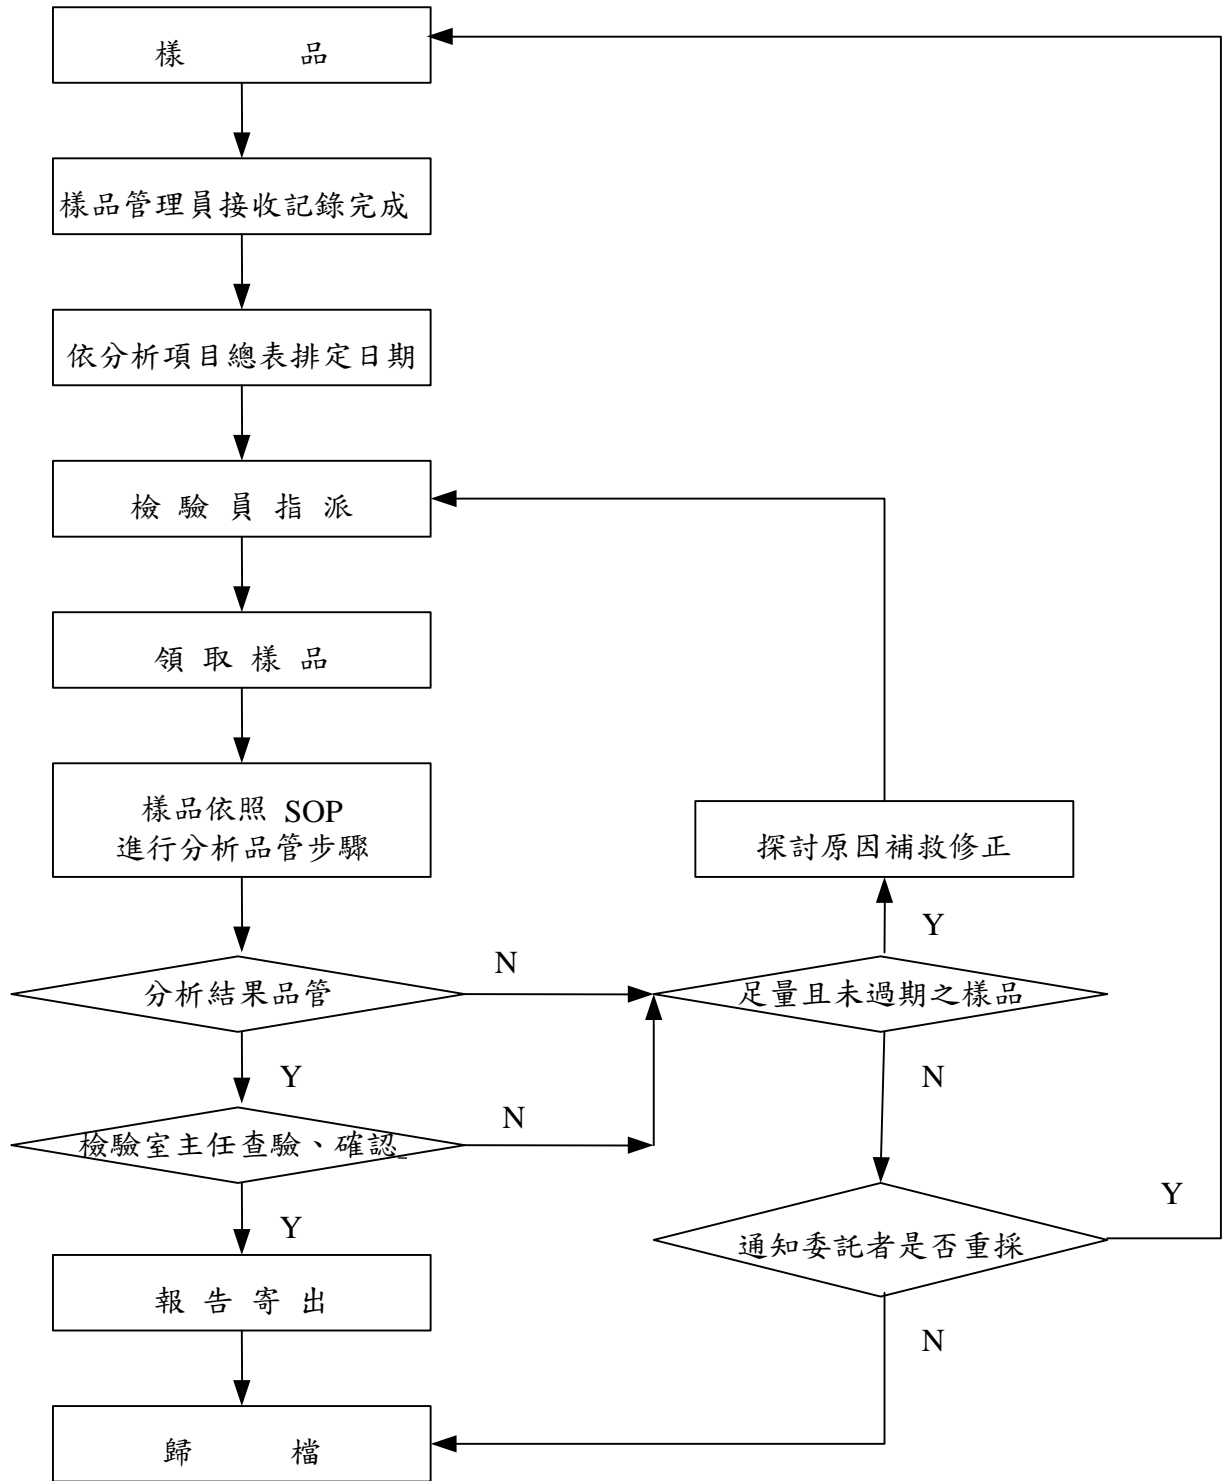 樣 品
樣品管理員接收記錄完成
依分析項目總表排定日期
檢 驗 員 指 派
領 取 樣 品
樣品依照 SOP
進行分析品管步驟
探討原因補救修正
Y
分析結果品管
N
足量且未過期之樣品
Y
N
檢驗室主任查驗、確認
N
Y
通知委託者是否重採
Y
報 告 寄 出
N
歸 檔